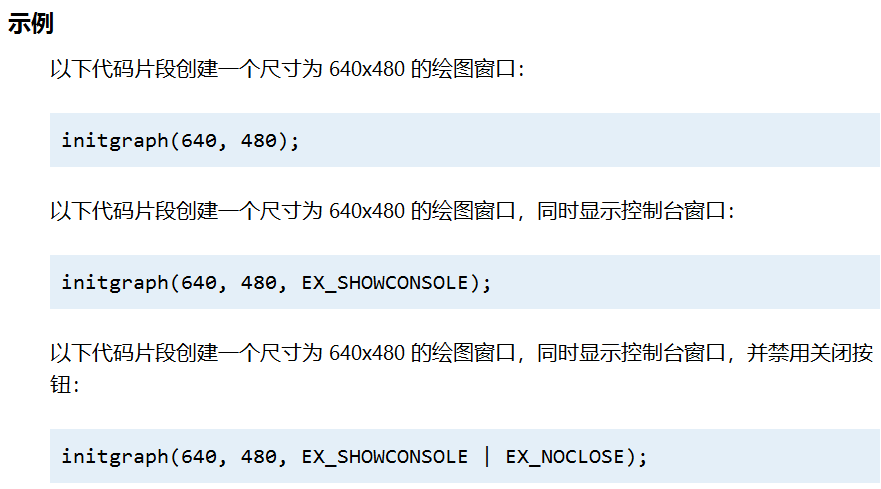 示例
以下代码片段创建一个尺寸为 640x480 的绘图窗口：
initgraph(640, 480);
以下代码片段创建一个尺寸为 640x480 的绘图窗口，同时显示控制台窗口：
initgraph(640, 480, EX_SHOWCONSOLE);
以下代码片段创建一个尺寸为 640x480 的绘图窗口，同时显示控制台窗口，并禁用关闭按
钮：
initgraph(640, 480, EX_SHOWCONSOLE | EX_NOCLOSE);